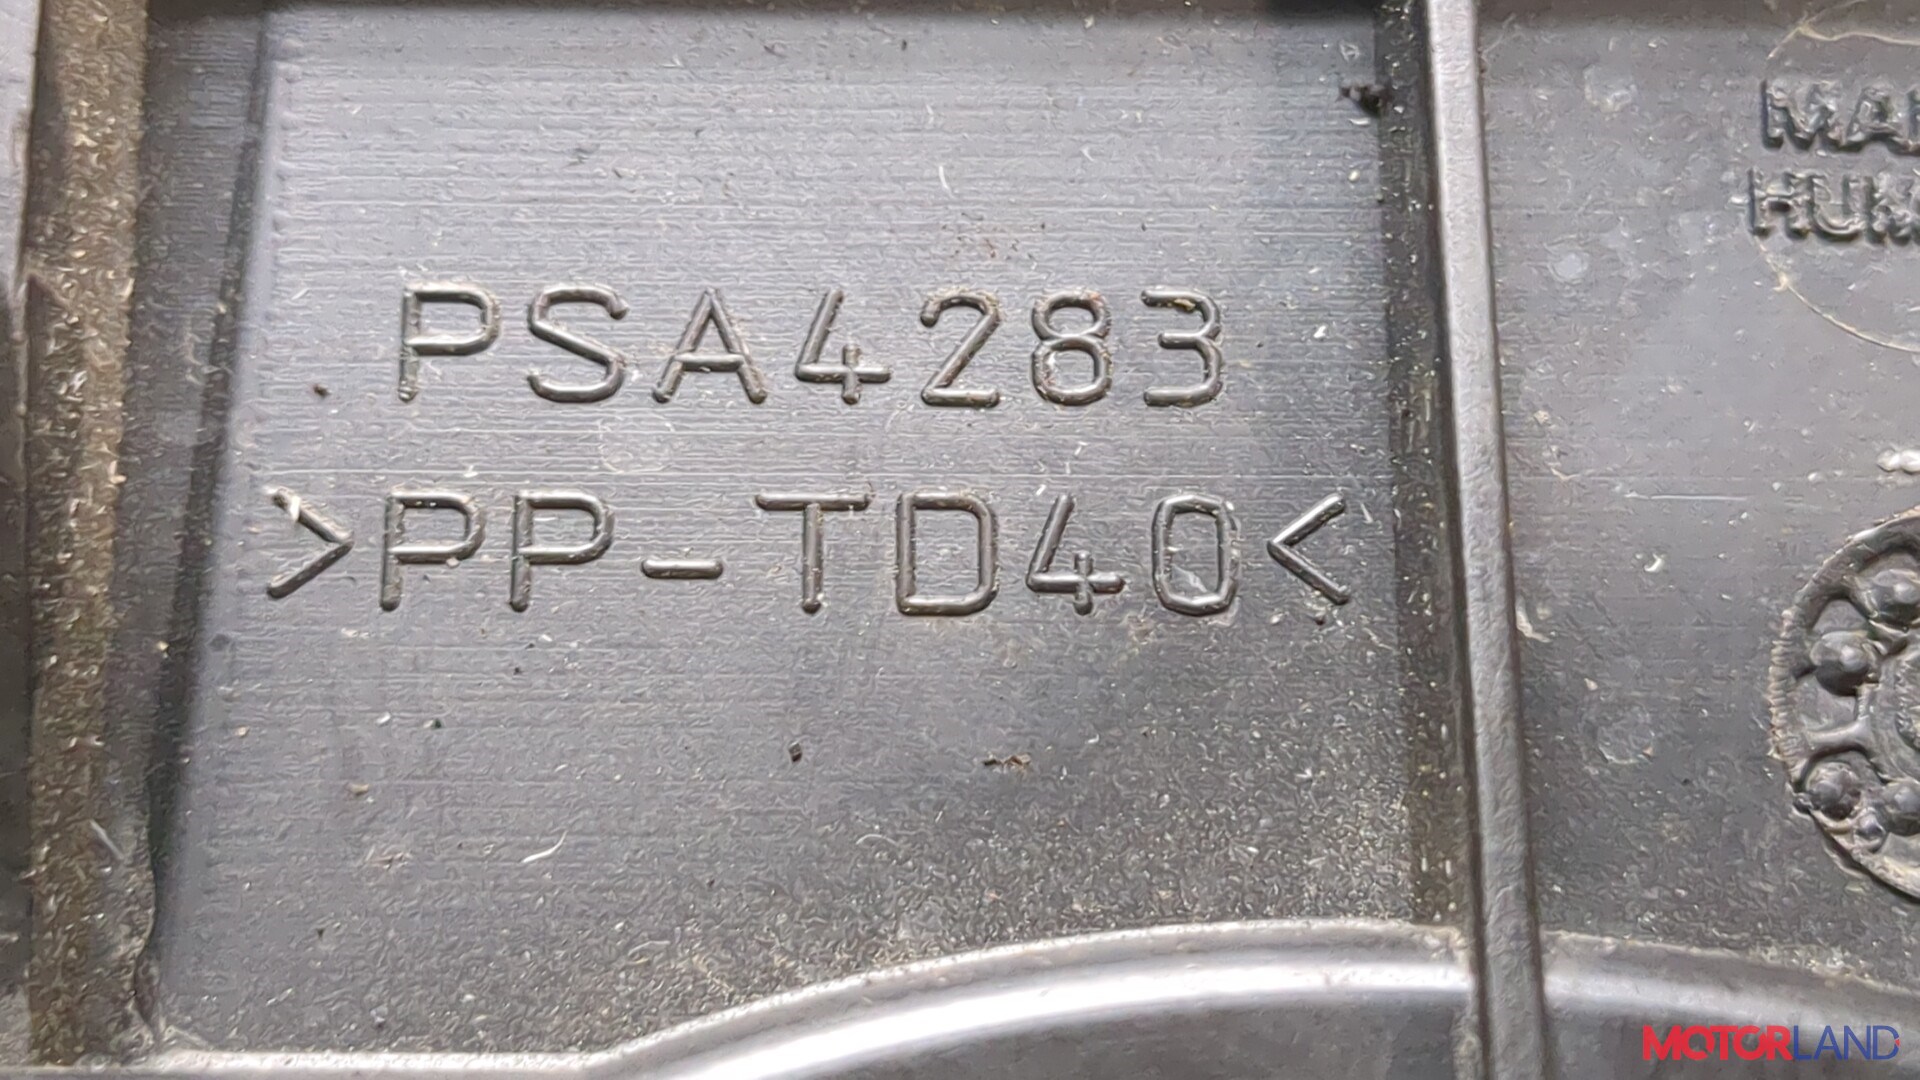 PSA4283
>PP-TD40<
MOTORLAND